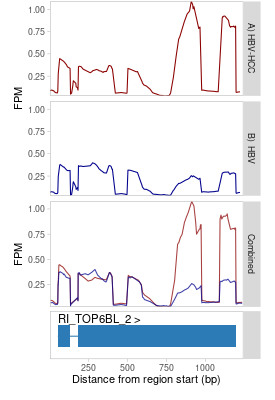 1.00
0.75
0.50
0.25
FPM
A) HBV-HCC
1.00
0.75
0.50
0.25
B) HBV
1.00
0.75
0.50
0.25
FPM
Combined
RI_TOP6BL_2 >
250 500 750 1000
Distance from region start (bp)